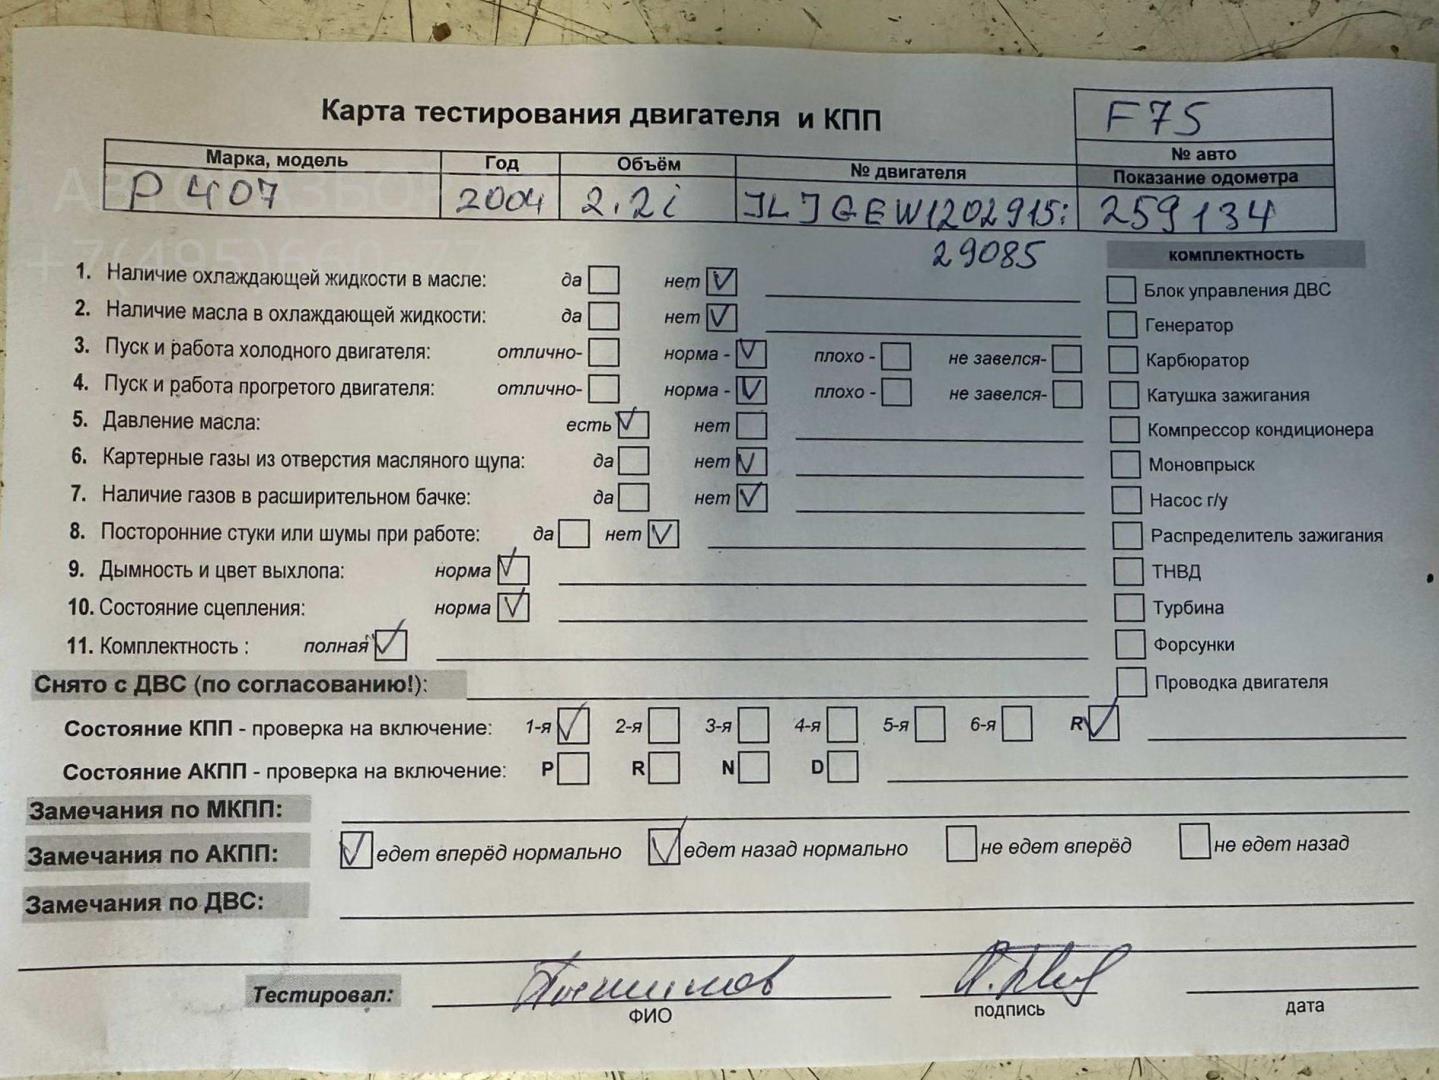 Карта тестирования двигателя и КПП
F75
№ авто
Марка, модель Год Объём № двигателя Показание одометра
P 407 2004 2.2i 259134
29085
комплектность
1. Наличие охлаждающей жидкости в масле: да нет
Блок управления ДВС
2. Наличие масла в охлаждающей жидкости: да нет
Генератор
3. Пуск и работа холодного двигателя: отлично- норма - плохо - не завелся-
Карбюратор
4. Пуск и работа прогретого двигателя: отлично- норма - плохо - не завелся-
Катушка зажигания
5. Давление масла: есть нет
Компрессор кондиционера
6. Картерные газы из отверстия масляного щупа: да нет
Моновпрыск
7. Наличие газов в расширительном бачке: да нет
Насос г/у
8. Посторонние стуки или шумы при работе: да нет
Распределитель зажигания
9. Дымность и цвет выхлопа: норма
ТНВД
10. Состояние сцепления: норма
Турбина
11. Комплектность : полная
Форсунки
Снято с ДВС (по согласованию!):
Проводка двигателя
Состояние КПП - проверка на включение: 1-я 2-я 3-я 4-я 5-я 6-я R
Состояние АКПП - проверка на включение: P R N D
Замечания по МКПП:
Замечания по АКПП: едет вперёд нормально едет назад нормально не едет вперёд не едет назад
Замечания по ДВС:
Тестировал:
ФИО подпись дата